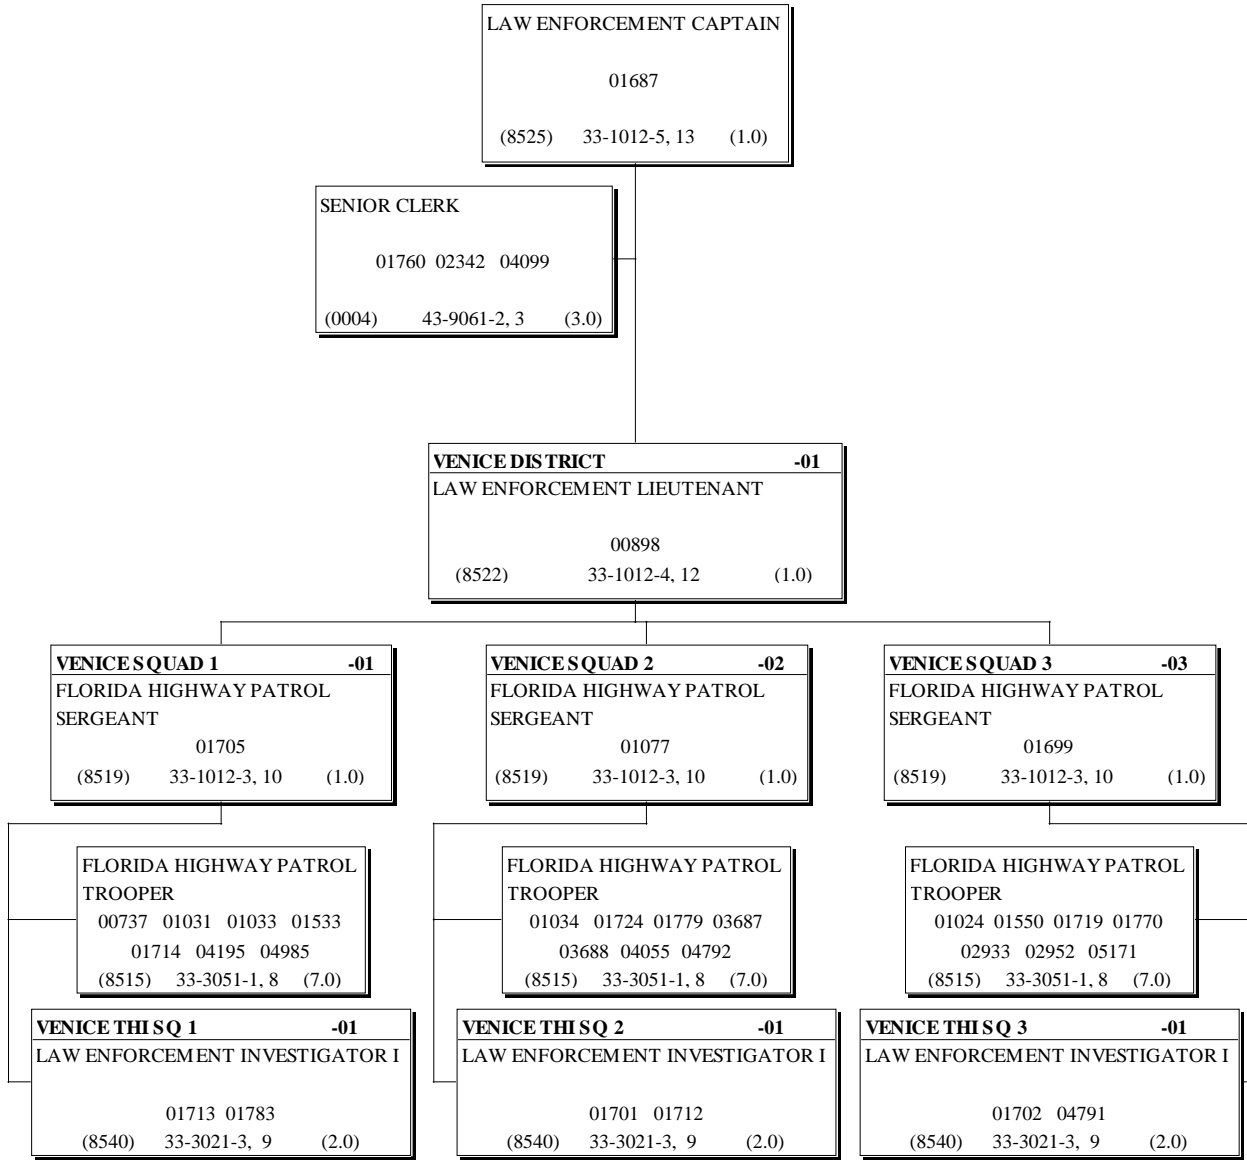 LAW ENFORCEMENT CAPTAIN
01687
(8525) 33-1012-5, 13 (1.0)
SENIOR CLERK
01760 02342 04099
(0004) 43-9061-2, 3 (3.0)
VENICE DISTRICT -01
LAW ENFORCEMENT LIEUTENANT
00898
(8522) 33-1012-4, 12 (1.0)
VENICE SQUAD 1 -01
FLORIDA HIGHWAY PATROL
SERGEANT
01705
(8519) 33-1012-3, 10 (1.0)
VENICE SQUAD 2 -02
FLORIDA HIGHWAY PATROL
SERGEANT
01077
(8519) 33-1012-3, 10 (1.0)
VENICE SQUAD 3 -03
FLORIDA HIGHWAY PATROL
SERGEANT
01699
(8519) 33-1012-3, 10 (1.0)
FLORIDA HIGHWAY PATROL
TROOPER
00737 01031 01033 01533
01714 04195 04985
(8515) 33-3051-1, 8 (7.0)
FLORIDA HIGHWAY PATROL
TROOPER
01034 01724 01779 03687
03688 04055 04792
(8515) 33-3051-1, 8 (7.0)
FLORIDA HIGHWAY PATROL
TROOPER
01024 01550 01719 01770
02933 02952 05171
(8515) 33-3051-1, 8 (7.0)
VENICE THI SQ 1 -01
LAW ENFORCEMENT INVESTIGATOR I
01713 01783
(8540) 33-3021-3, 9 (2.0)
VENICE THI SQ 2 -01
LAW ENFORCEMENT INVESTIGATOR I
01701 01712
(8540) 33-3021-3, 9 (2.0)
VENICE THI SQ 3 -01
LAW ENFORCEMENT INVESTIGATOR I
01702 04791
(8540) 33-3021-3, 9 (2.0)